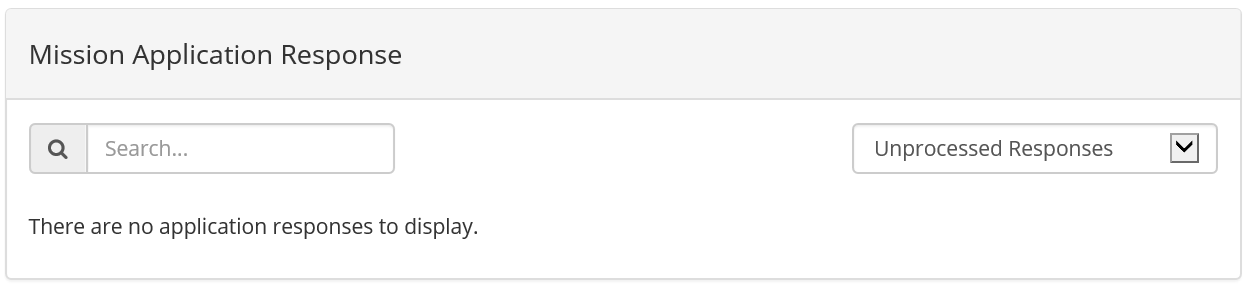 Mission Application Response
Search...
Unprocessed Responses
There are no application responses to display.